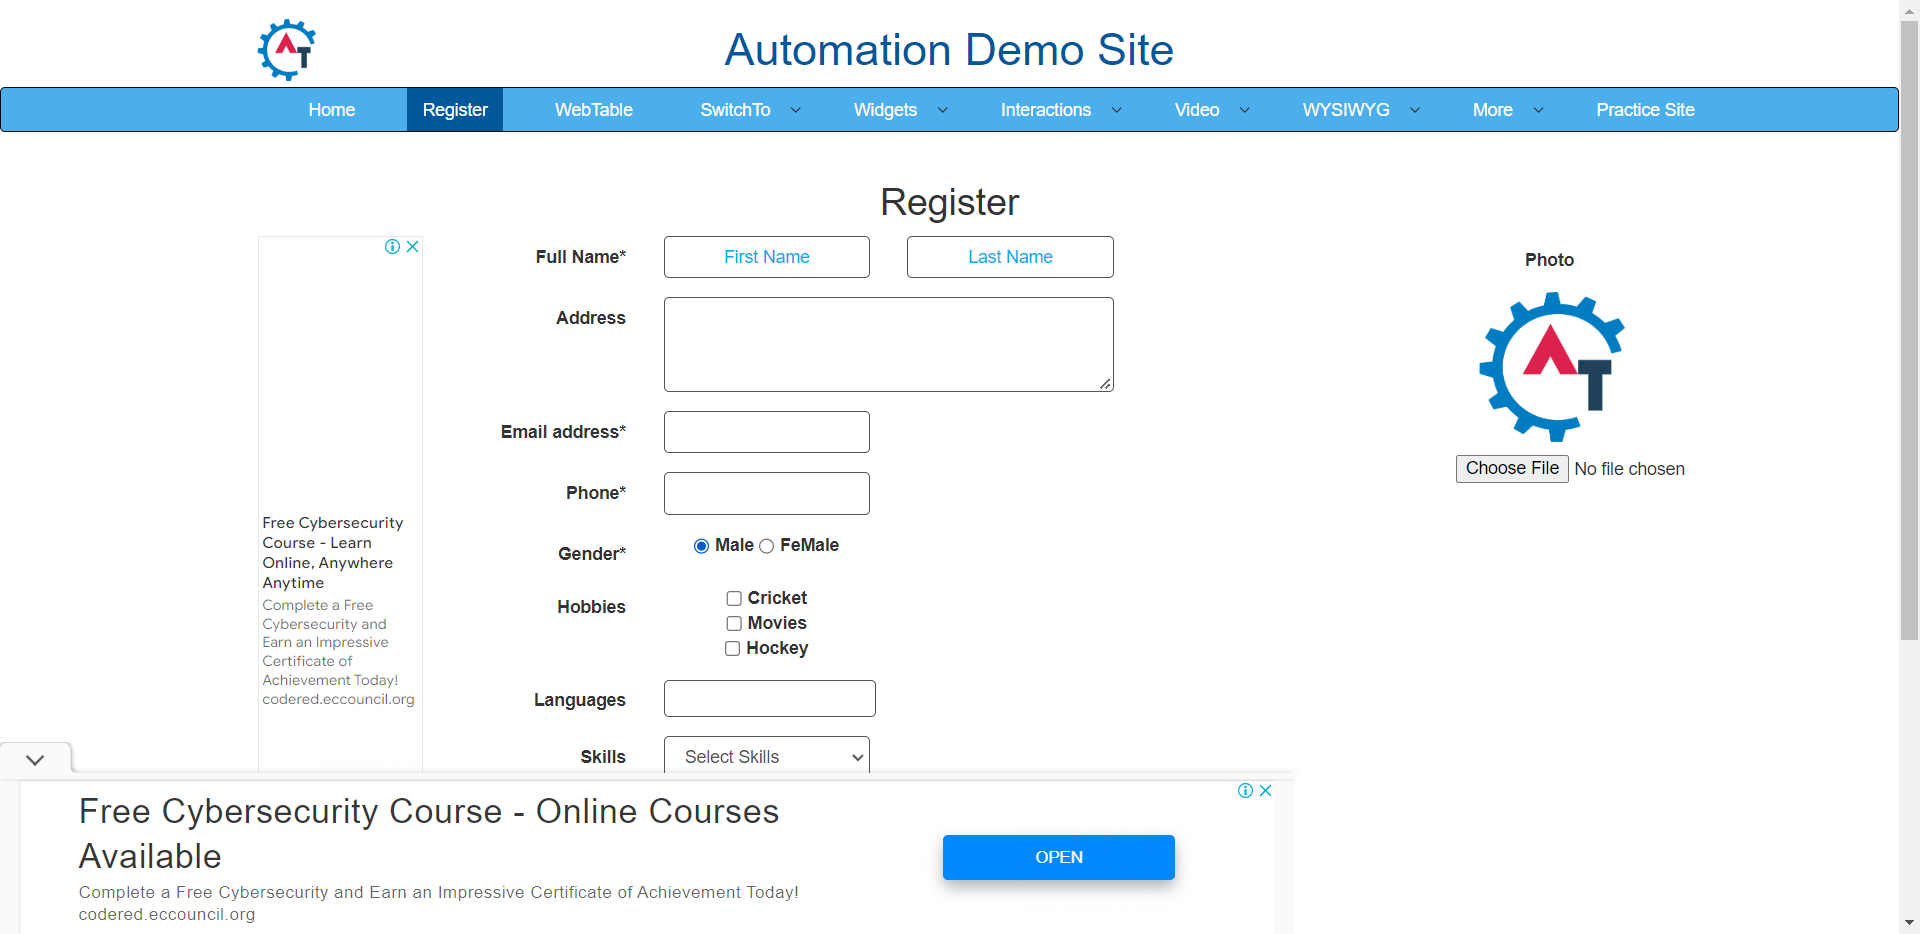 AT
Automation Demo Site
Home Register WebTable SwitchTo Widgets Interactions Video WYSIWYG More Practice Site
Register
Full Name* First Name Last Name
Photo
Address
AT
Email address*
Choose File No file chosen
Phone*
Gender* Male FeMale
Hobbies Cricket
Movies
Hockey
Languages
Skills Select Skills
Free Cybersecurity
Course - Learn
Online, Anywhere
Anytime
Complete a Free
Cybersecurity and
Earn an Impressive
Certificate of
Achievement Today!
codered.eccouncil.org
Free Cybersecurity Course - Online Courses
Available
Complete a Free Cybersecurity and Earn an Impressive Certificate of Achievement Today!
codered.eccouncil.org
OPEN